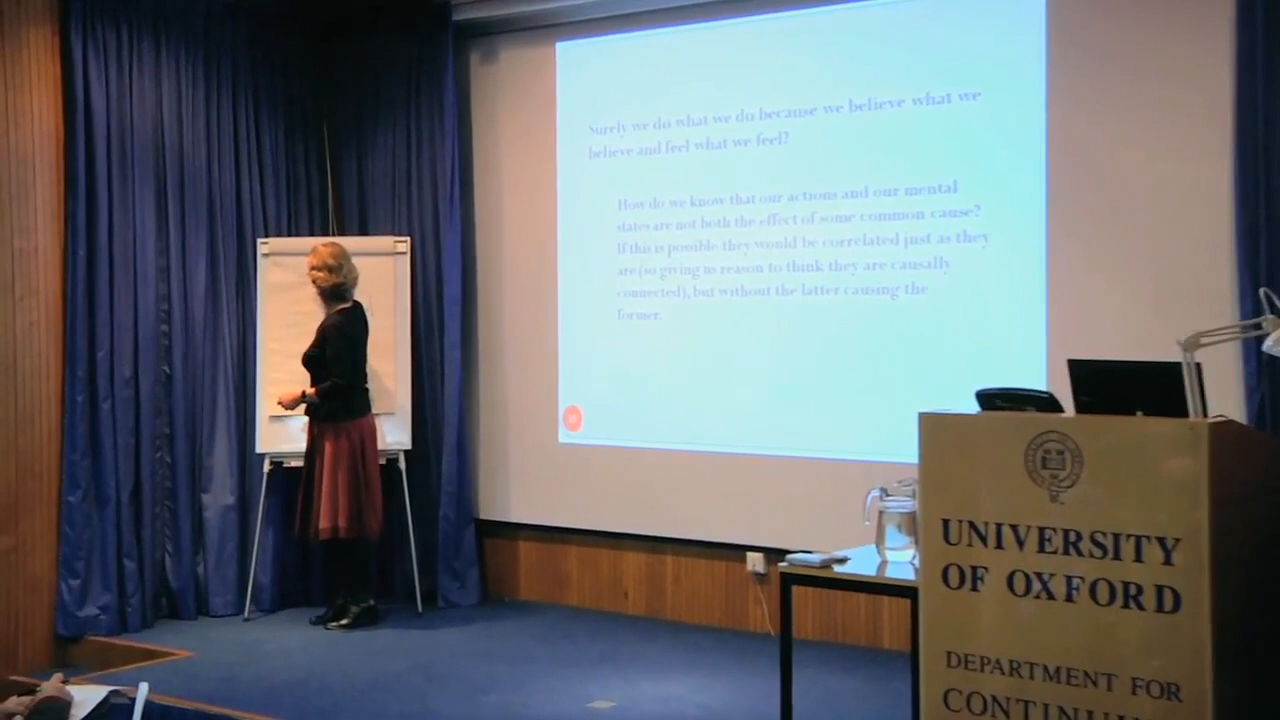 Surely we do what we do because we believe what we
believe and feel what we feel?
How do we know that our actions and our mental
states are not both the effect of some common cause?
If this is possible they would be correlated just as they
are (so giving us reason to think they are causally
connected), but without the latter causing the
former.
UNIVERSITY
OF OXFORD
DEPARTMENT FOR